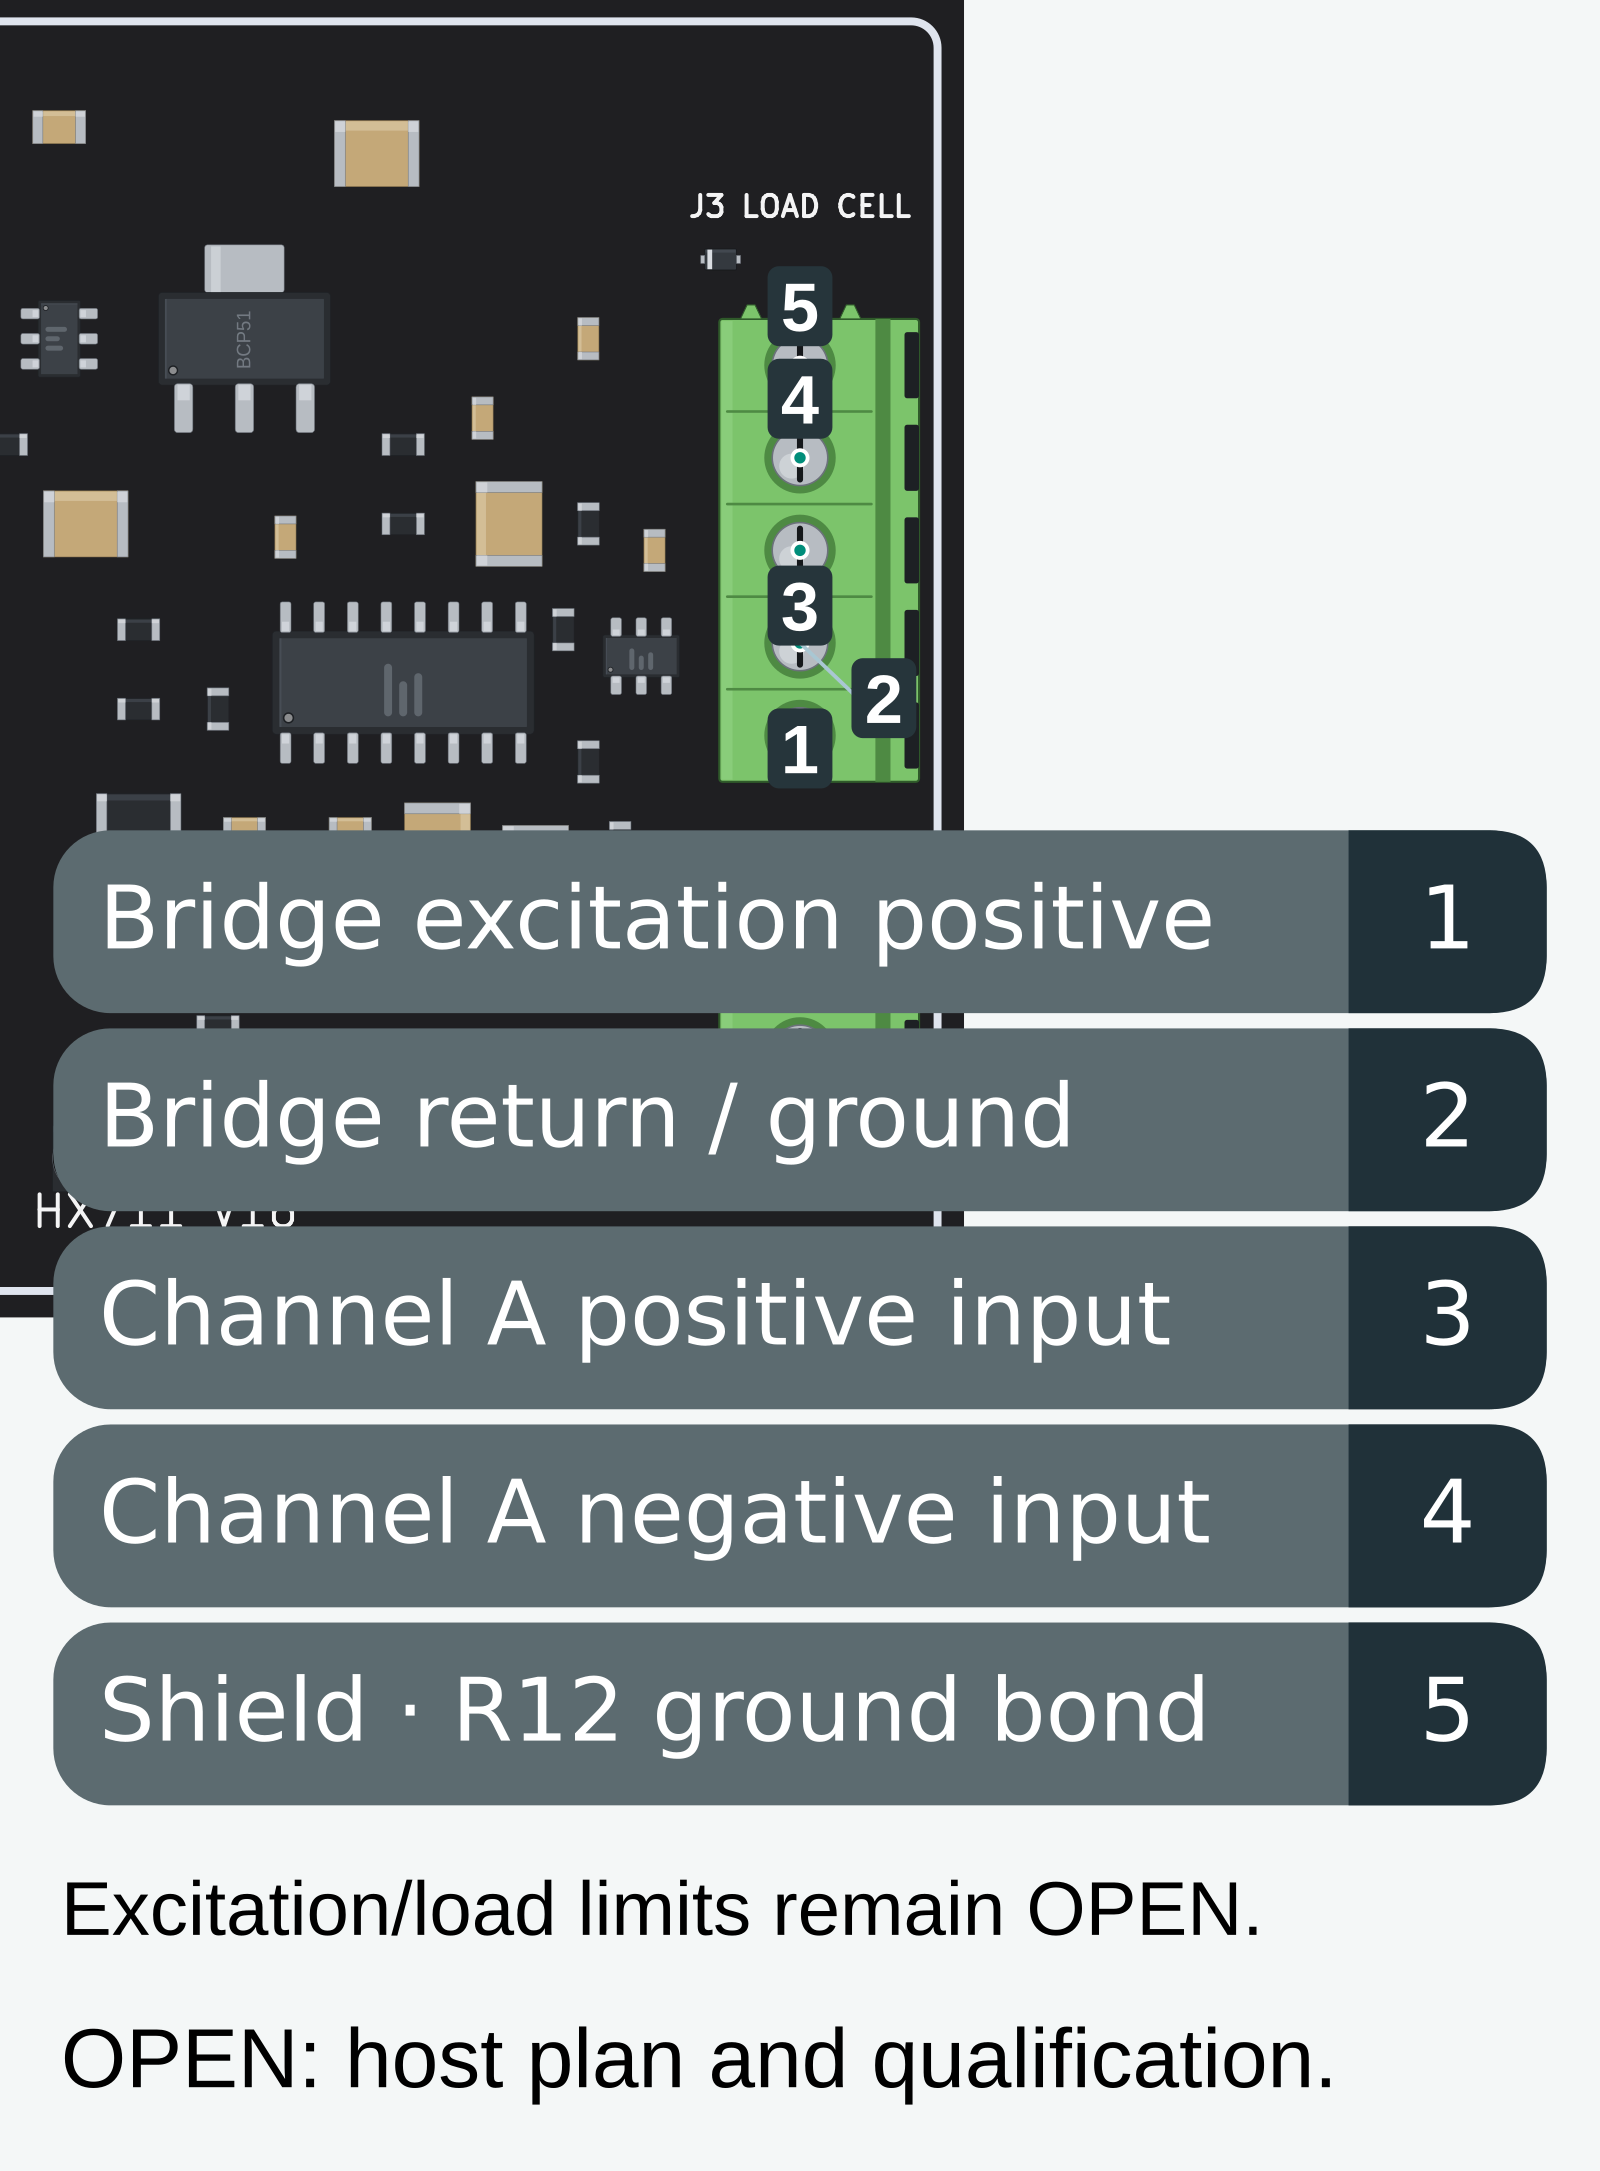 J3 LOAD CELL
5
BCP51
4
3
2
1
Bridge excitation positive 1
Bridge return / ground 2
HX711 V16
Channel A positive input 3
Channel A negative input 4
Shield · R12 ground bond 5
Excitation/load limits remain OPEN.
OPEN: host plan and qualification.